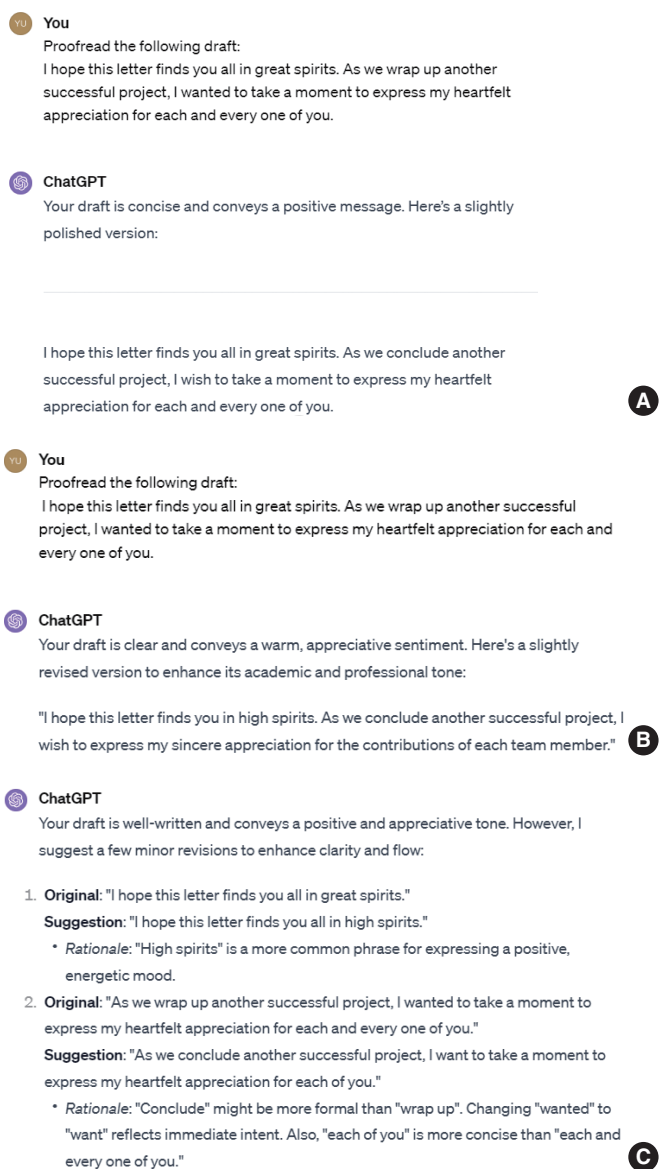 YU You
Proofread the following draft:
I hope this letter finds you all in great spirits. As we wrap up another
successful project, I wanted to take a moment to express my heartfelt
appreciation for each and every one of you.
ChatGPT
Your draft is concise and conveys a positive message. Here's a slightly
polished version:
I hope this letter finds you all in great spirits. As we conclude another
successful project, I wish to take a moment to express my heartfelt
appreciation for each and every one of you.
A
YU You
Proofread the following draft:
I hope this letter finds you all in great spirits. As we wrap up another successful
project, I wanted to take a moment to express my heartfelt appreciation for each and
every one of you.
ChatGPT
Your draft is clear and conveys a warm, appreciative sentiment. Here's a slightly
revised version to enhance its academic and professional tone:
"I hope this letter finds you in high spirits. As we conclude another successful project, I
wish to express my sincere appreciation for the contributions of each team member."
B
ChatGPT
Your draft is well-written and conveys a positive and appreciative tone. However, I
suggest a few minor revisions to enhance clarity and flow:
1. Original: "I hope this letter finds you all in great spirits."
Suggestion: "I hope this letter finds you all in high spirits."
• Rationale: "High spirits" is a more common phrase for expressing a positive,
energetic mood.
2. Original: "As we wrap up another successful project, I wanted to take a moment to
express my heartfelt appreciation for each and every one of you."
Suggestion: "As we conclude another successful project, I want to take a moment to
express my heartfelt appreciation for each of you."
• Rationale: "Conclude" might be more formal than "wrap up". Changing "wanted" to
"want" reflects immediate intent. Also, "each of you" is more concise than "each and
every one of you."
C